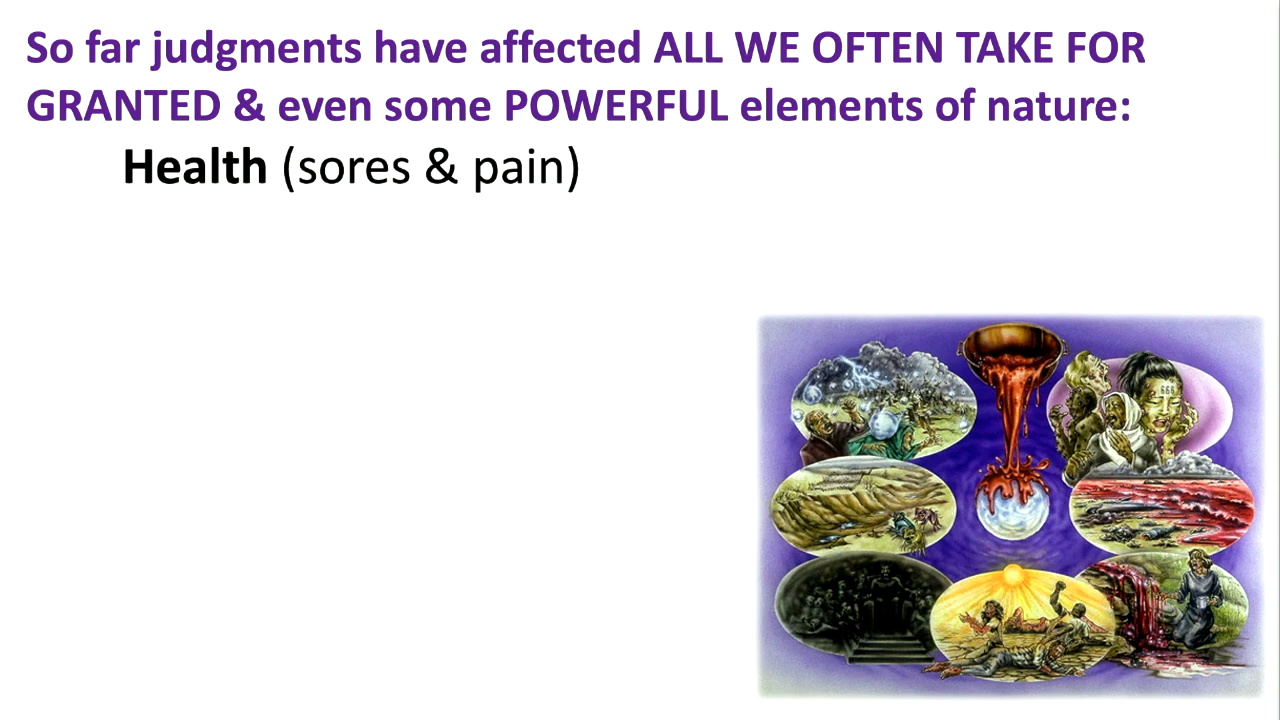 So far judgments have affected ALL WE OFTEN TAKE FOR
GRANTED & even some POWERFUL elements of nature:
Health (sores & pain)
666